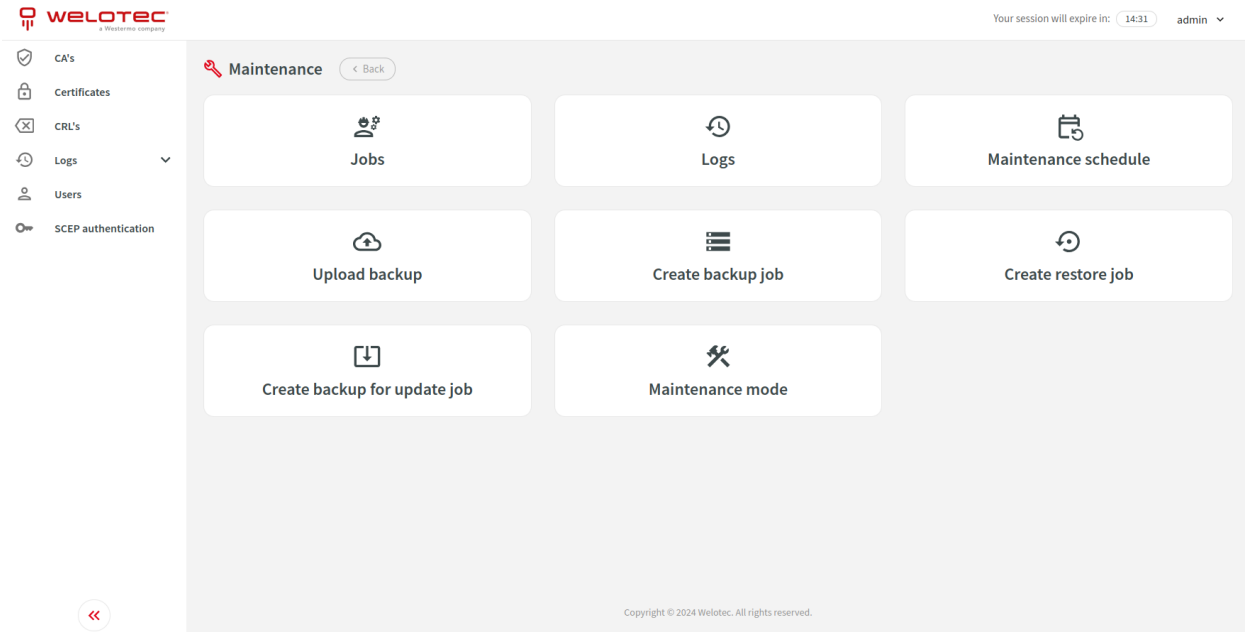 WELOTEC
a Westermo company
Your session will expire in: 14:31 admin
CA's
Certificates
CRL's
Logs
Users
SCEP authentication
Maintenance Back
Jobs Logs Maintenance schedule
Upload backup Create backup job Create restore job
Create backup for update job Maintenance mode
Copyright © 2024 Welotec. All rights reserved.